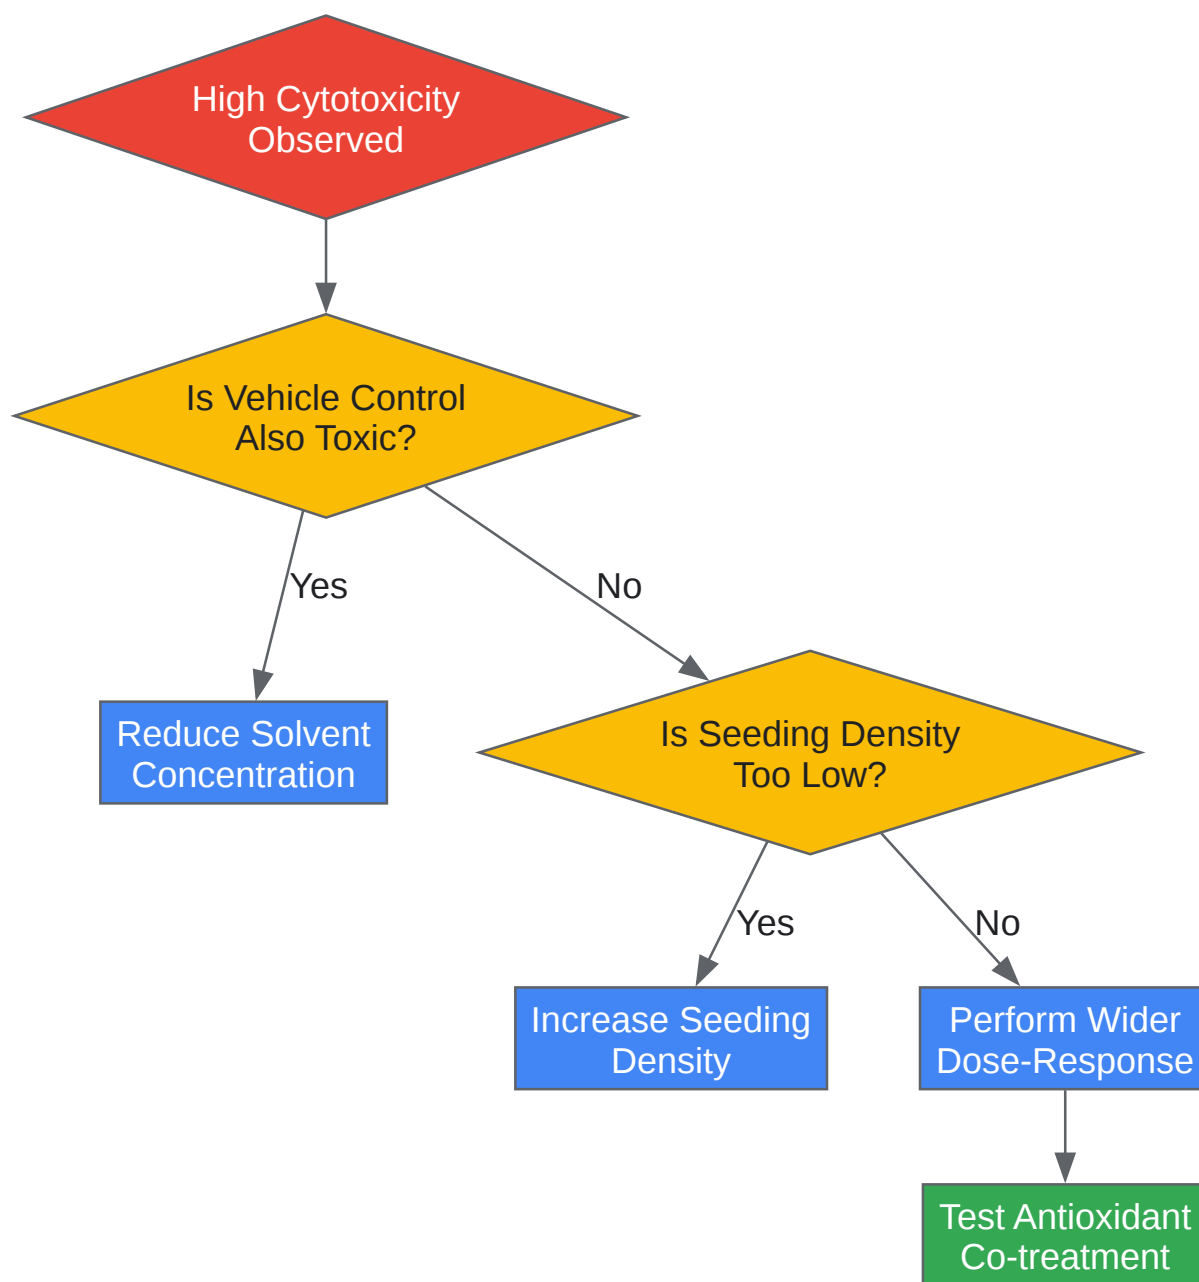 High Cytotoxicity
Observed
Is Vehicle Control
Also Toxic?
Yes
No
Reduce Solvent
Concentration
Is Seeding Density
Too Low?
Yes
No
Increase Seeding
Density
Perform Wider
Dose-Response
Test Antioxidant
Co-treatment